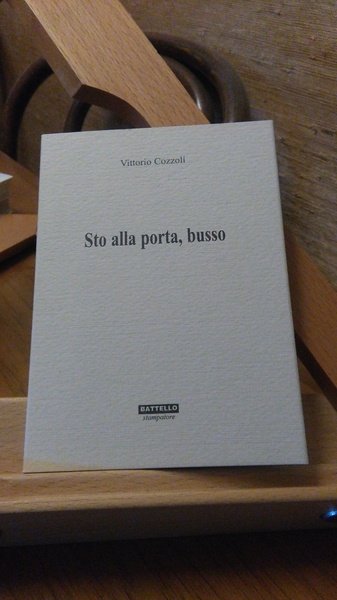 Vittorio Cozzoli
Sto alla porta, busso
BATTELLO
stampatore